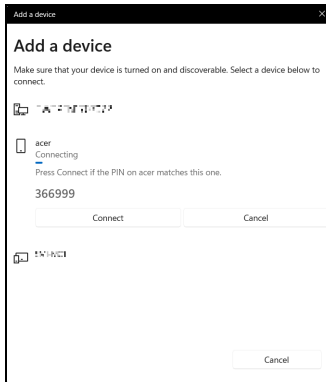 Add a device
Add a device
Make sure that your device is turned on and discoverable. Select a device below to
connect.
acer
Connecting
Press Connect if the PIN on acer matches this one.
366999
Connect Cancel
Cancel